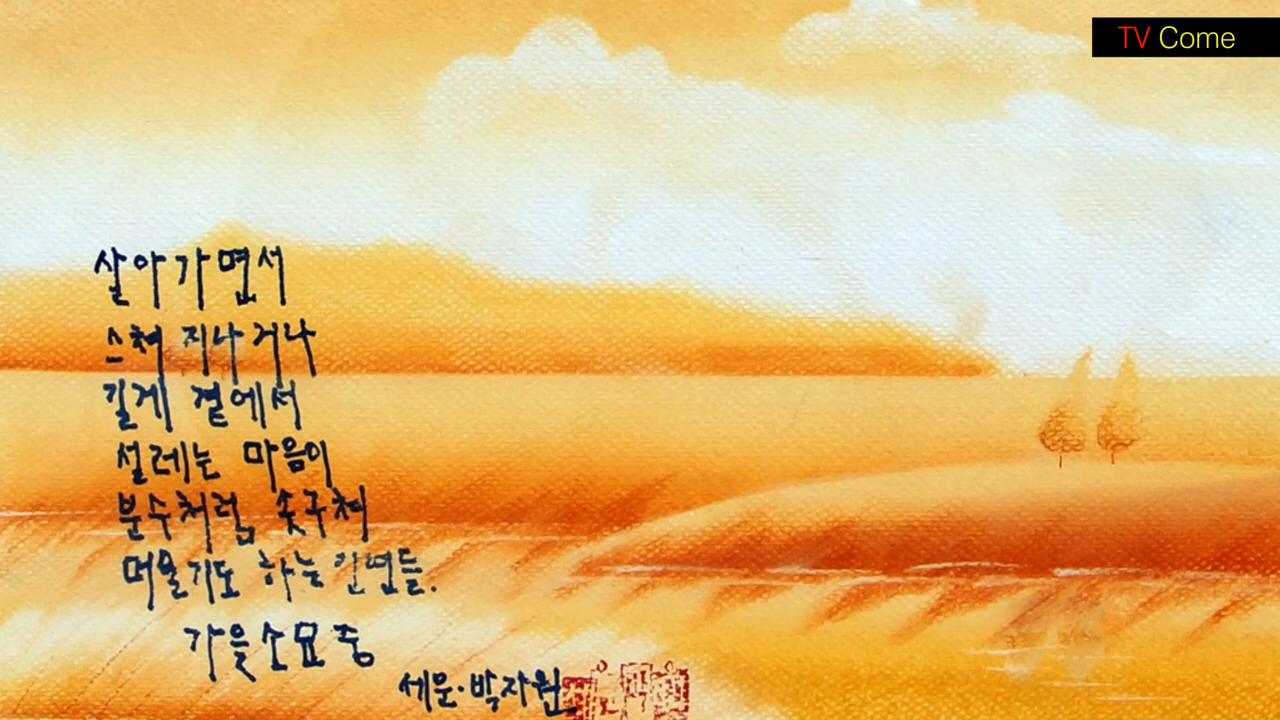 TV Come
살아가면서
스쳐 지나거나
길게 곁에서
설레는 마음이
분수처럼 솟구쳐
머물기도 하는 인연들.
가을소묘 중
세문·박자원